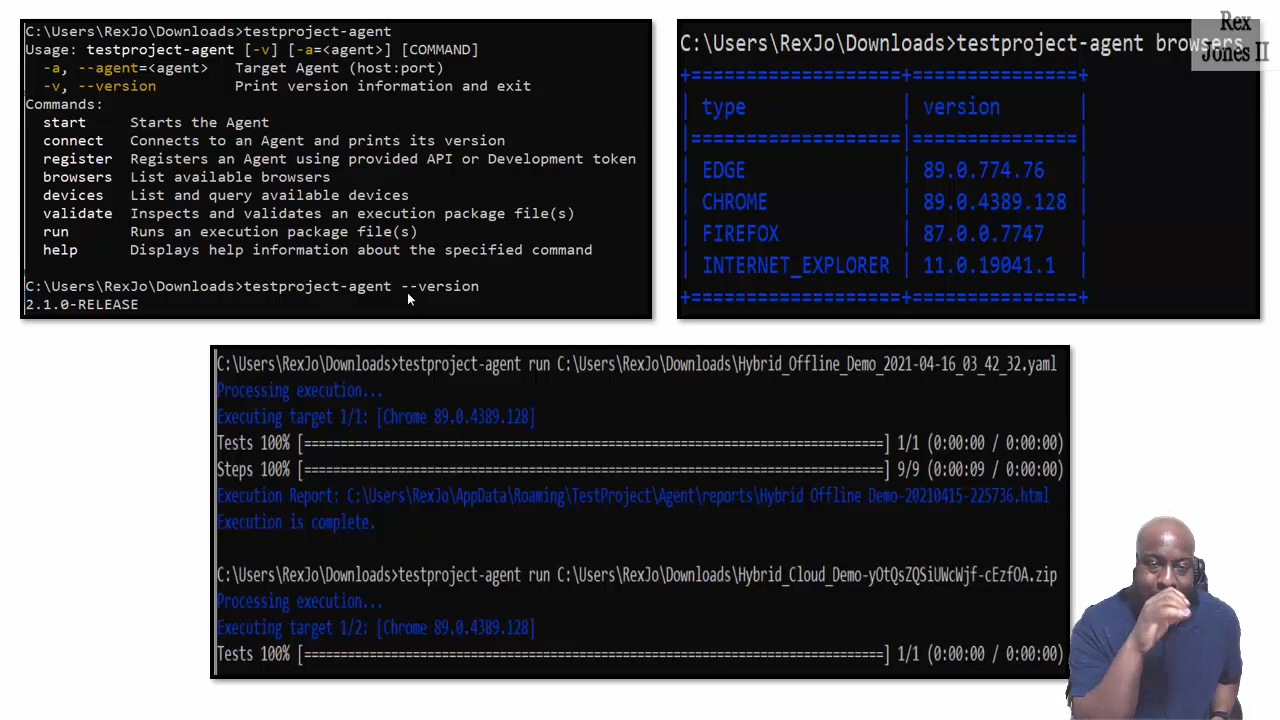 C:\Users\RexJo\Downloads>testproject-agent
Usage: testproject-agent [-v] [-a=<agent>] [COMMAND]
-a, --agent=<agent> Target Agent (host:port)
-v, --version Print version information and exit
Commands:
start Starts the Agent
connect Connects to an Agent and prints its version
register Registers an Agent using provided API or Development token
browsers List available browsers
devices List and query available devices
validate Inspects and validates an execution package file(s)
run Runs an execution package file(s)
help Displays help information about the specified command
C:\Users\RexJo\Downloads>testproject-agent --version
2.1.0-RELEASE
C:\Users\RexJo\Downloads>testproject-agent browsers
Rex
Jones II
+===================+===============+
| type | version |
|===================+===============|
| EDGE | 89.0.774.76 |
| CHROME | 89.0.4389.128 |
| FIREFOX | 87.0.0.7747 |
| INTERNET_EXPLORER | 11.0.19041.1 |
+===================+===============+
C:\Users\RexJo\Downloads>testproject-agent run C:\Users\RexJo\Downloads\Hybrid_Offline_Demo_2021-04-16_03_42_32.yaml
Processing execution...
Executing target 1/1: [Chrome 89.0.4389.128]
Tests 100% [================================================================================] 1/1 (0:00:00 / 0:00:00)
Steps 100% [================================================================================] 9/9 (0:00:09 / 0:00:00)
Execution Report: C:\Users\RexJo\AppData\Roaming\TestProject\Agent\reports\Hybrid Offline Demo-20210415-225736.html
Execution is complete.
C:\Users\RexJo\Downloads>testproject-agent run C:\Users\RexJo\Downloads\Hybrid_Cloud_Demo-yOtQsZQSiUWcWjf-cEzfOA.zip
Processing execution...
Executing target 1/2: [Chrome 89.0.4389.128]
Tests 100% [================================================================================] 1/1 (0:00:00 / 0:00:00)